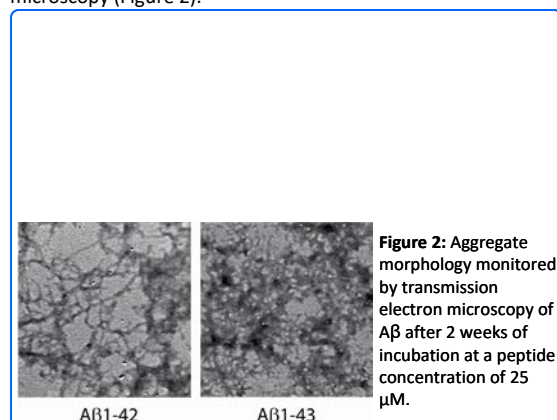 microscopy (Figure 2).
Figure 2: Aggregate
morphology monitored
by transmission
electron microscopy of
Aβ after 2 weeks of
incubation at a peptide
concentration of 25
μM.
Aβ1-42 Aβ1-43